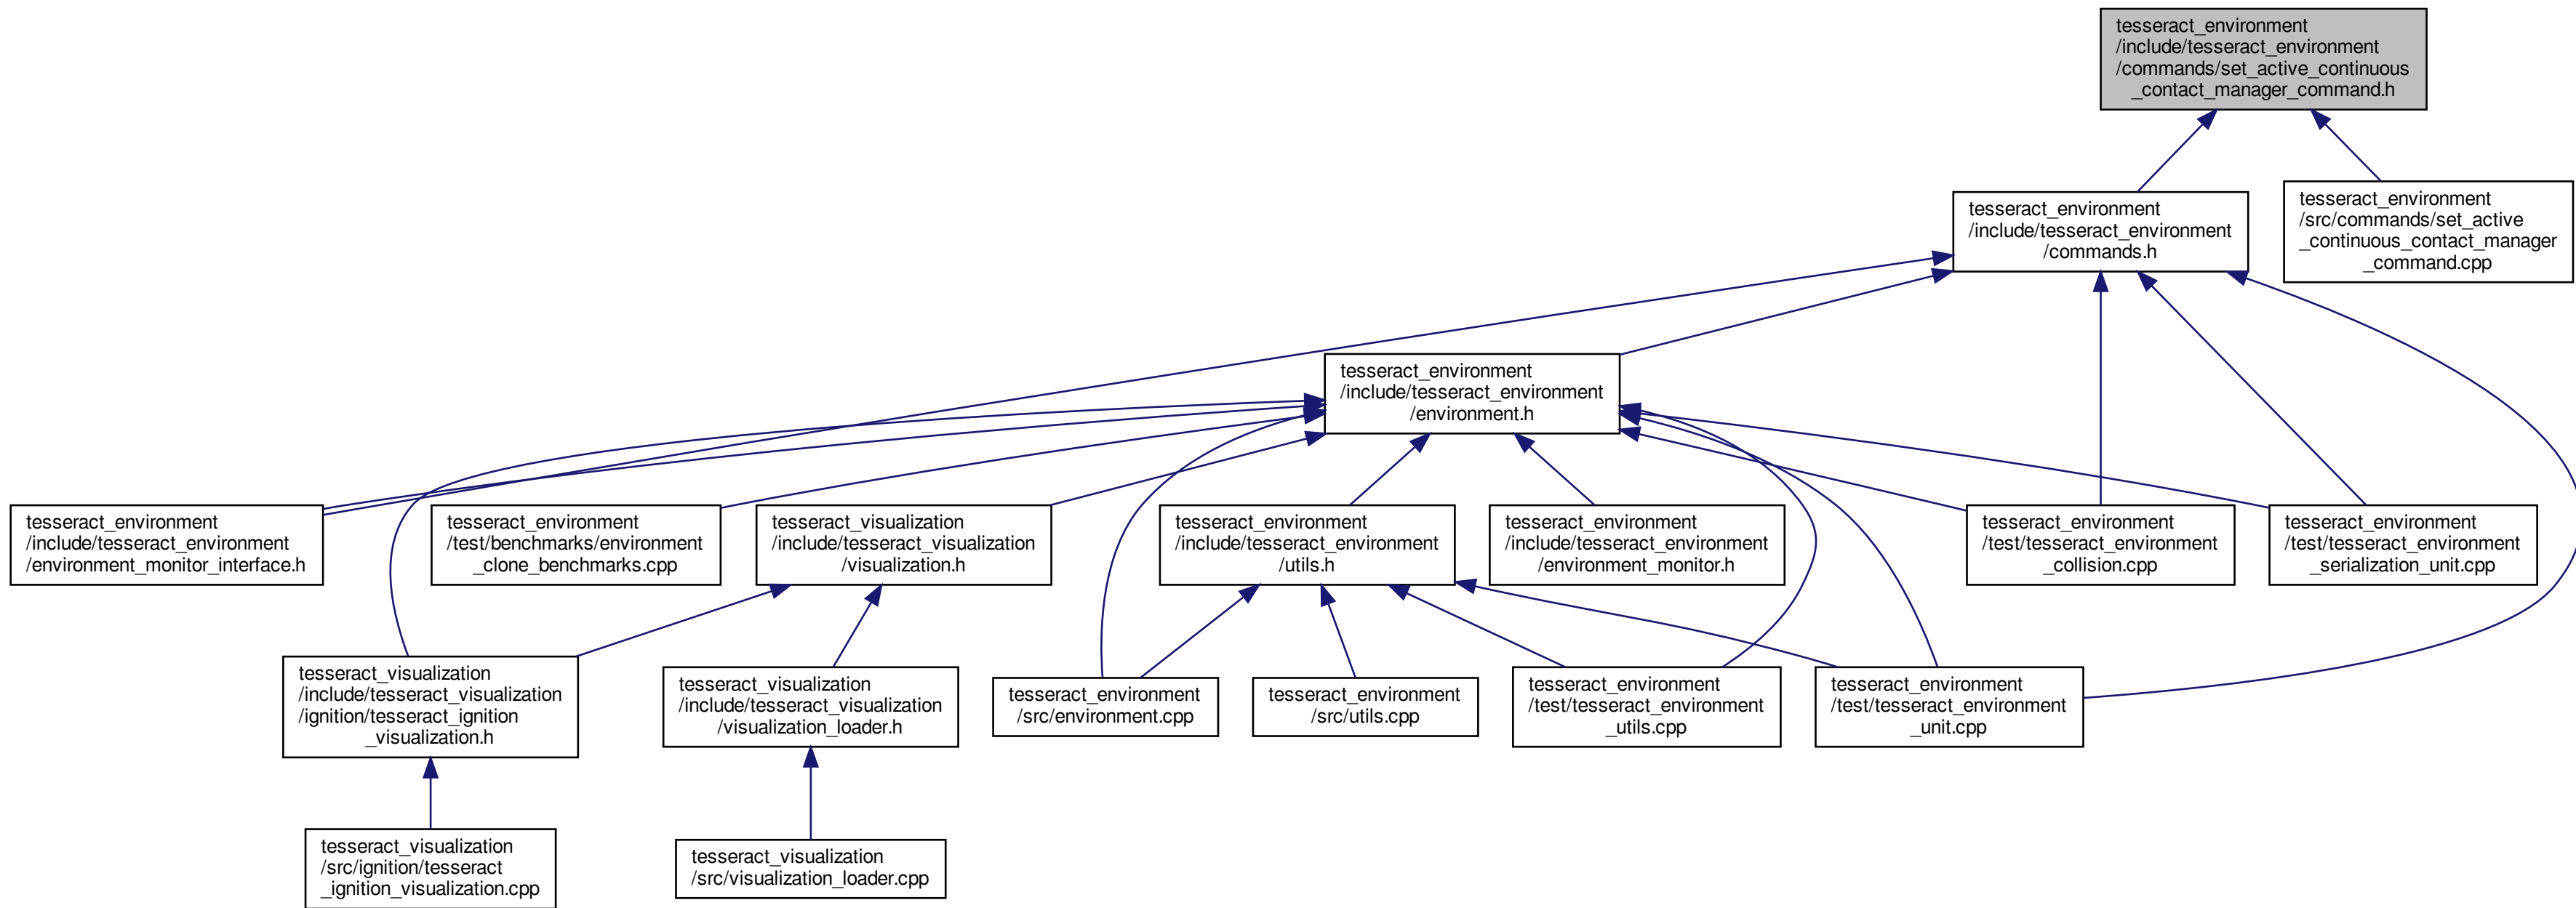 tesseract_environment
/include/tesseract_environment
/commands/set_active_continuous
_contact_manager_command.h
tesseract_environment
/include/tesseract_environment
/commands.h
tesseract_environment
/src/commands/set_active
_continuous_contact_manager
_command.cpp
tesseract_environment
/include/tesseract_environment
/environment.h
tesseract_environment
/include/tesseract_environment
/environment_monitor_interface.h
tesseract_environment
/test/benchmarks/environment
_clone_benchmarks.cpp
tesseract_visualization
/include/tesseract_visualization
/visualization.h
tesseract_environment
/include/tesseract_environment
/utils.h
tesseract_environment
/include/tesseract_environment
/environment_monitor.h
tesseract_environment
/test/tesseract_environment
_collision.cpp
tesseract_environment
/test/tesseract_environment
_serialization_unit.cpp
tesseract_visualization
/include/tesseract_visualization
/ignition/tesseract_ignition
_visualization.h
tesseract_visualization
/include/tesseract_visualization
/visualization_loader.h
tesseract_environment
/src/environment.cpp
tesseract_environment
/src/utils.cpp
tesseract_environment
/test/tesseract_environment
_utils.cpp
tesseract_environment
/test/tesseract_environment
_unit.cpp
tesseract_visualization
/src/ignition/tesseract
_ignition_visualization.cpp
tesseract_visualization
/src/visualization_loader.cpp